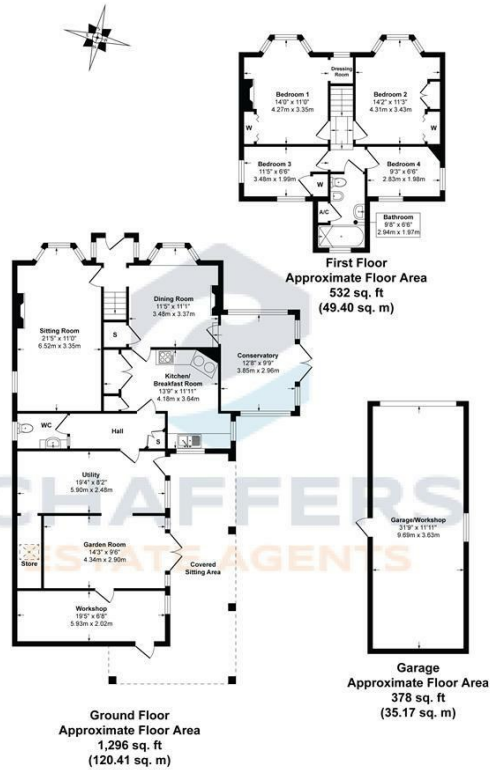 Dressing
Room
Bedroom 1
14'0" x 11'0"
4.27m x 3.35m
Bedroom 2
14'2" x 11'3"
4.31m x 3.43m
W
W
Bedroom 3
11'5" x 6'6"
3.48m x 1.99m
W
Bedroom 4
9'3" x 6'6"
2.83m x 1.98m
A/C
Bathroom
9'8" x 6'6"
2.94m x 1.97m
First Floor
Approximate Floor Area
532 sq. ft
(49.40 sq. m)
Sitting Room
21'5" x 11'0"
6.52m x 3.35m
Dining Room
11'5" x 11'1"
3.48m x 3.37m
S
Conservatory
12'8" x 9'9"
3.85m x 2.96m
Kitchen/
Breakfast Room
13'9" x 11'11"
4.18m x 3.64m
WC
Hall
S
Utility
19'4" x 8'2"
5.90m x 2.48m
Garden Room
14'3" x 9'6"
4.34m x 2.90m
Store
Covered
Sitting Area
Workshop
19'5" x 6'8"
5.93m x 2.02m
Garage/Workshop
31'9" x 11'11"
9.69m x 3.63m
CHAFFERS
ESTATE AGENTS
Garage
Approximate Floor Area
378 sq. ft
(35.17 sq. m)
Ground Floor
Approximate Floor Area
1,296 sq. ft
(120.41 sq. m)